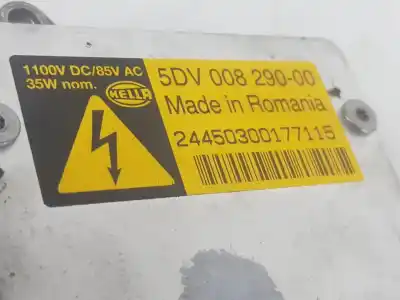 1100V DC/85V AC
35W nom.
HELLA
5DV 008 290-00
Made in Romania
24450300177115